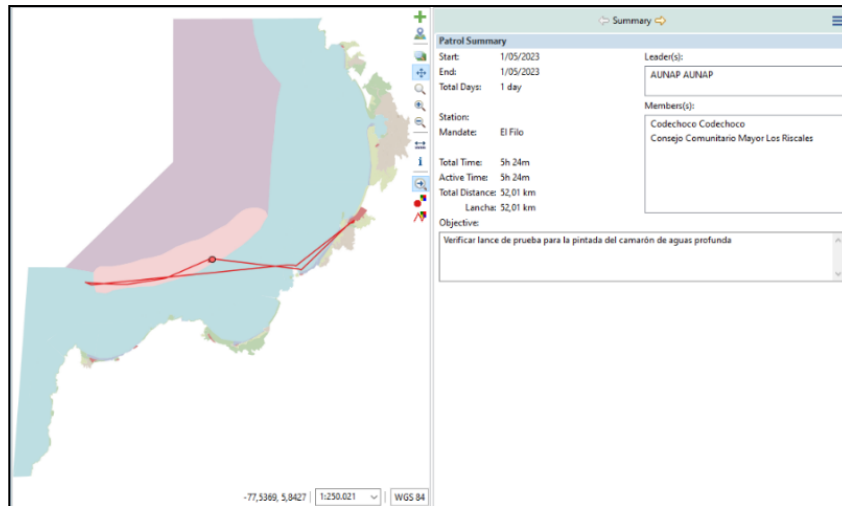 Summary
Patrol Summary
Start: 1/05/2023
End: 1/05/2023
Total Days: 1 day
Station:
Mandate: El Filo
Total Time: 5h 24m
Active Time: 5h 24m
Total Distance: 52,01 km
Lancha: 52,01 km
Leader(s):
AUNAP AUNAP
Members(s):
Codechoco Codechoco
Consejo Comunitario Mayor Los Riscales
Objective:
Verificar lance de prueba para la pintada del camarón de aguas profunda
-77,5369, 5,8427
1:250.021
WGS 84